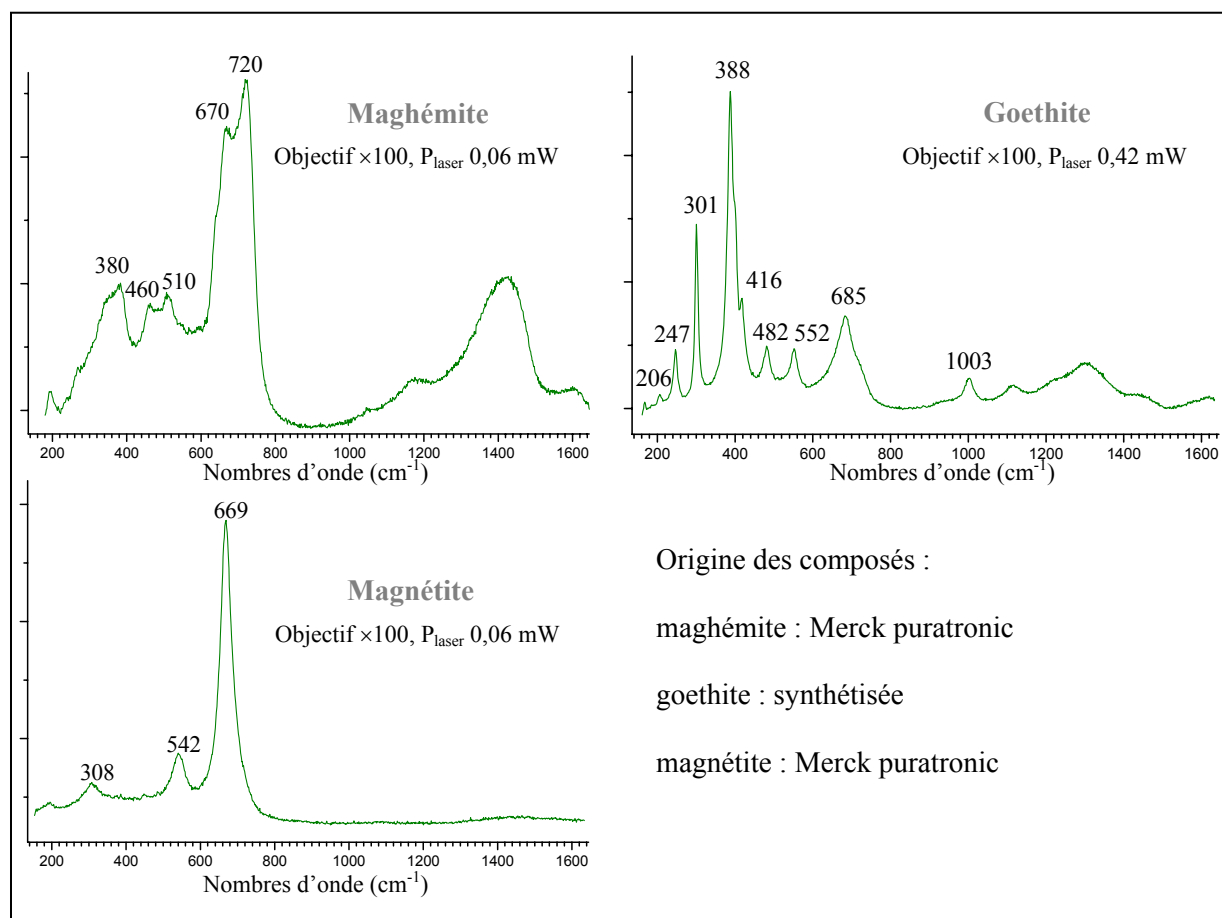 720
670
Maghémite
Objectif ×100, Plaser 0,06 mW
380
460
510
200 400 600 800 1000 1200 1400 1600
Nombres d’onde (cm-1)
388
Goethite
Objectif ×100, Plaser 0,42 mW
301
416
685
247
482
552
206
1003
200 400 600 800 1000 1200 1400 1600
Nombres d’onde (cm-1)
669
Magnétite
Objectif ×100, Plaser 0,06 mW
542
308
200 400 600 800 1000 1200 1400 1600
Nombres d’onde (cm-1)
Origine des composés :
maghémite : Merck puratronic
goethite : synthétisée
magnétite : Merck puratronic